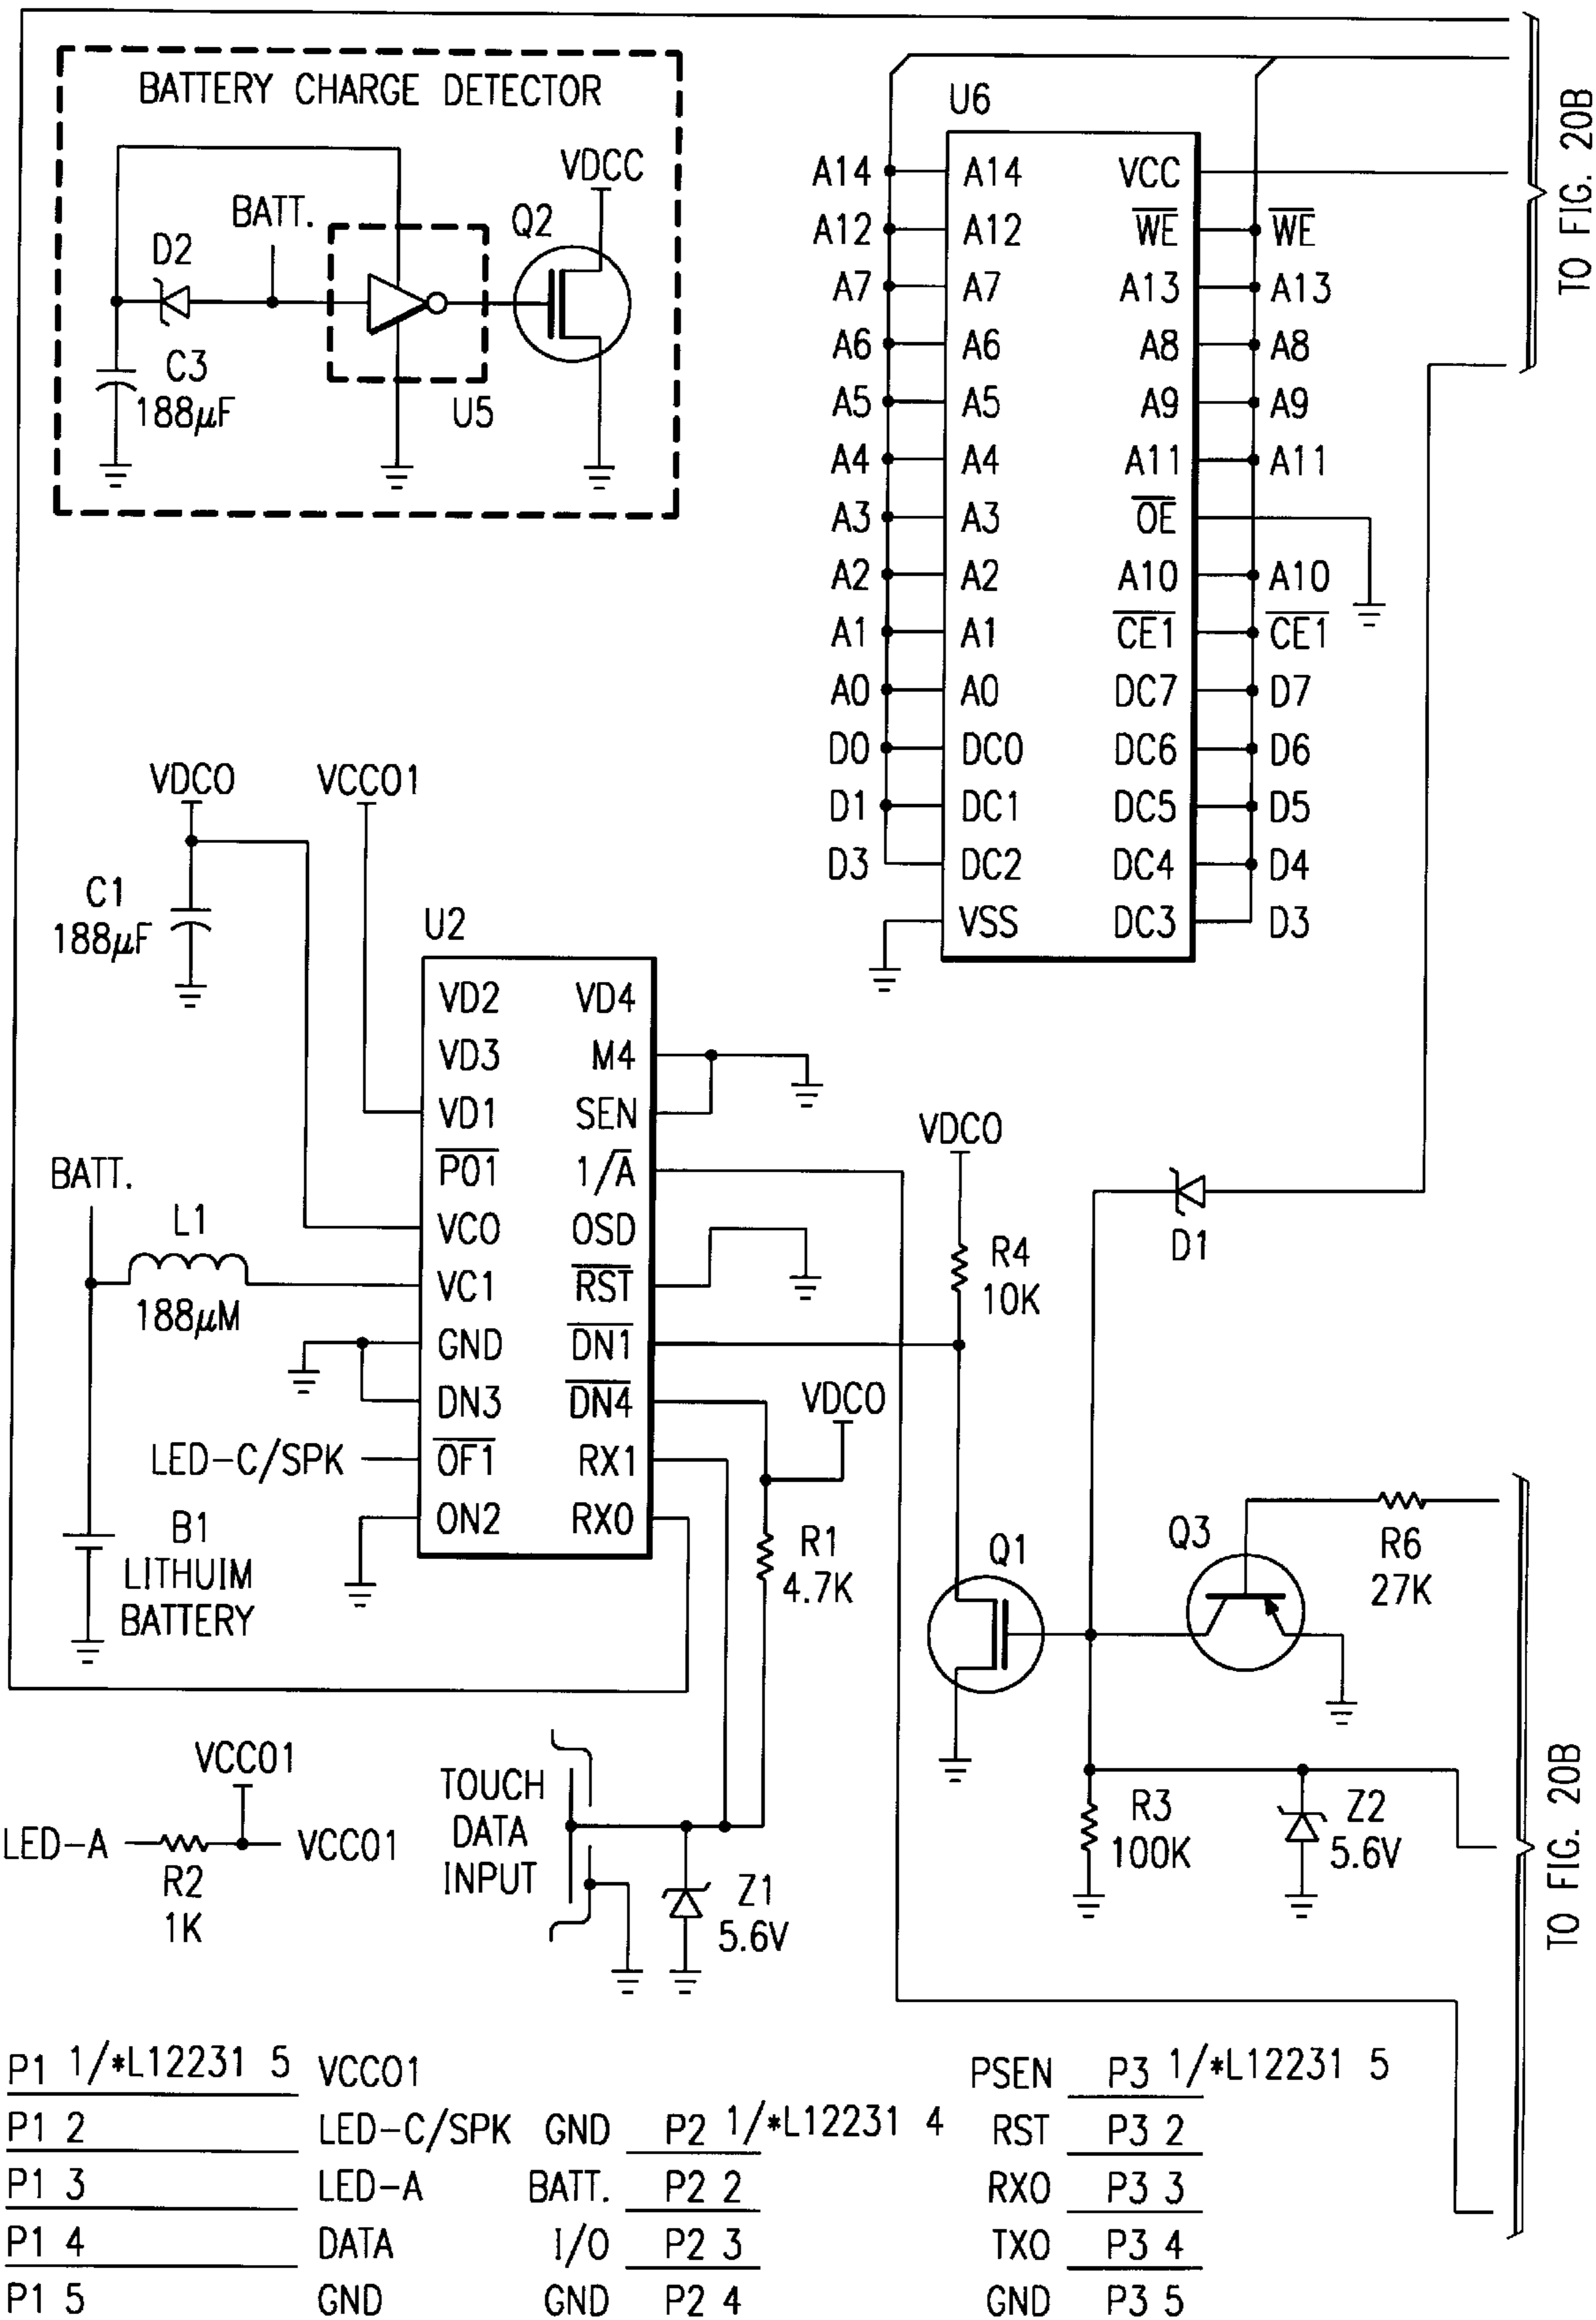 BATTERY CHARGE DETECTOR
VDCC
BATT.
Q2
D2
C3
188µF
U5
TO FIG. 20B
U6
A14 A14 VCC
A12 A12 WE WE
A7 A7 A13 A13
A6 A6 A8 A8
A5 A5 A9 A9
A4 A4 A11 A11
A3 A3 OE
A2 A2 A10 A10
A1 A1 CE1 CE1
A0 A0 DC7 D7
D0 DC0 DC6 D6
D1 DC1 DC5 D5
D3 DC2 DC4 D4
VSS DC3 D3
VDCO
VCCO1
C1
188µF
U2
VD2 VD4
VD3 M4
VD1 SEN
PO1 1/A
VCO OSD
VC1 RST
GND DN1
DN3 DN4
LED-C/SPK OF1 RX1
ON2 RXO
BATT.
L1
188µM
B1
LITHUIM
BATTERY
VDCO
R4
10K
D1
VDCO
R1
4.7K
Q1
Q3
R6
27K
VCCO1
LED-A
VCCO1
R2
1K
TOUCH
DATA
INPUT
Z1
5.6V
R3
100K
Z2
5.6V
TO FIG. 20B
P1 1/*L12231 5 VCCO1
P1 2 LED-C/SPK
P1 3 LED-A
P1 4 DATA
P1 5 GND
GND P2 1/*L12231 4
BATT. P2 2
I/O P2 3
GND P2 4
PSEN P3 1/*L12231 5
RST P3 2
RXO P3 3
TXO P3 4
GND P3 5